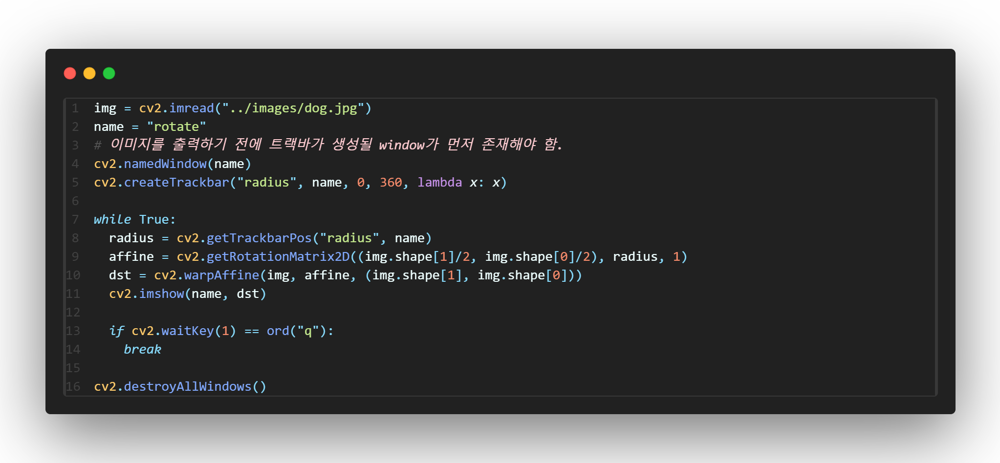 1 img = cv2.imread("../images/dog.jpg")
2 name = "rotate"
3 # 이미지를 출력하기 전에 트랙바가 생성될 window가 먼저 존재해야 함.
4 cv2.namedWindow(name)
5 cv2.createTrackbar("radius", name, 0, 360, lambda x: x)
6
7 while True:
8   radius = cv2.getTrackbarPos("radius", name)
9   affine = cv2.getRotationMatrix2D((img.shape[1]/2, img.shape[0]/2), radius, 1)
10   dst = cv2.warpAffine(img, affine, (img.shape[1], img.shape[0]))
11   cv2.imshow(name, dst)
12
13   if cv2.waitKey(1) == ord("q"):
14     break
15
16 cv2.destroyAllWindows()